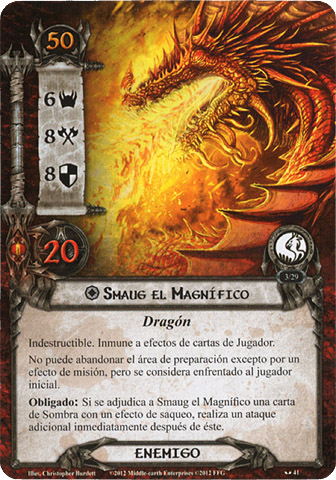 50
6
8
8
20
3/29
Smaug el Magnífico
Dragón
Indestructible. Inmune a efectos de cartas de Jugador.
No puede abandonar el área de preparación excepto por un
efecto de misión, pero se considera enfrentado al jugador
inicial.
Obligado: Si se adjudica a Smaug el Magnífico una carta
de Sombra con un efecto de saqueo, realiza un ataque
adicional inmediatamente después de éste.
ENEMIGO
Illus. Christopher Burdett ©2012 Middle-earth Enterprises ©2012 FFG 41